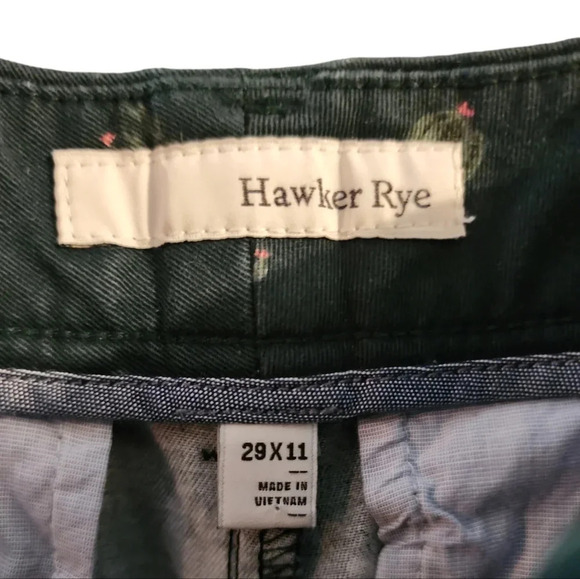 Hawker Rye
29X11
MADE IN
VIETNAM